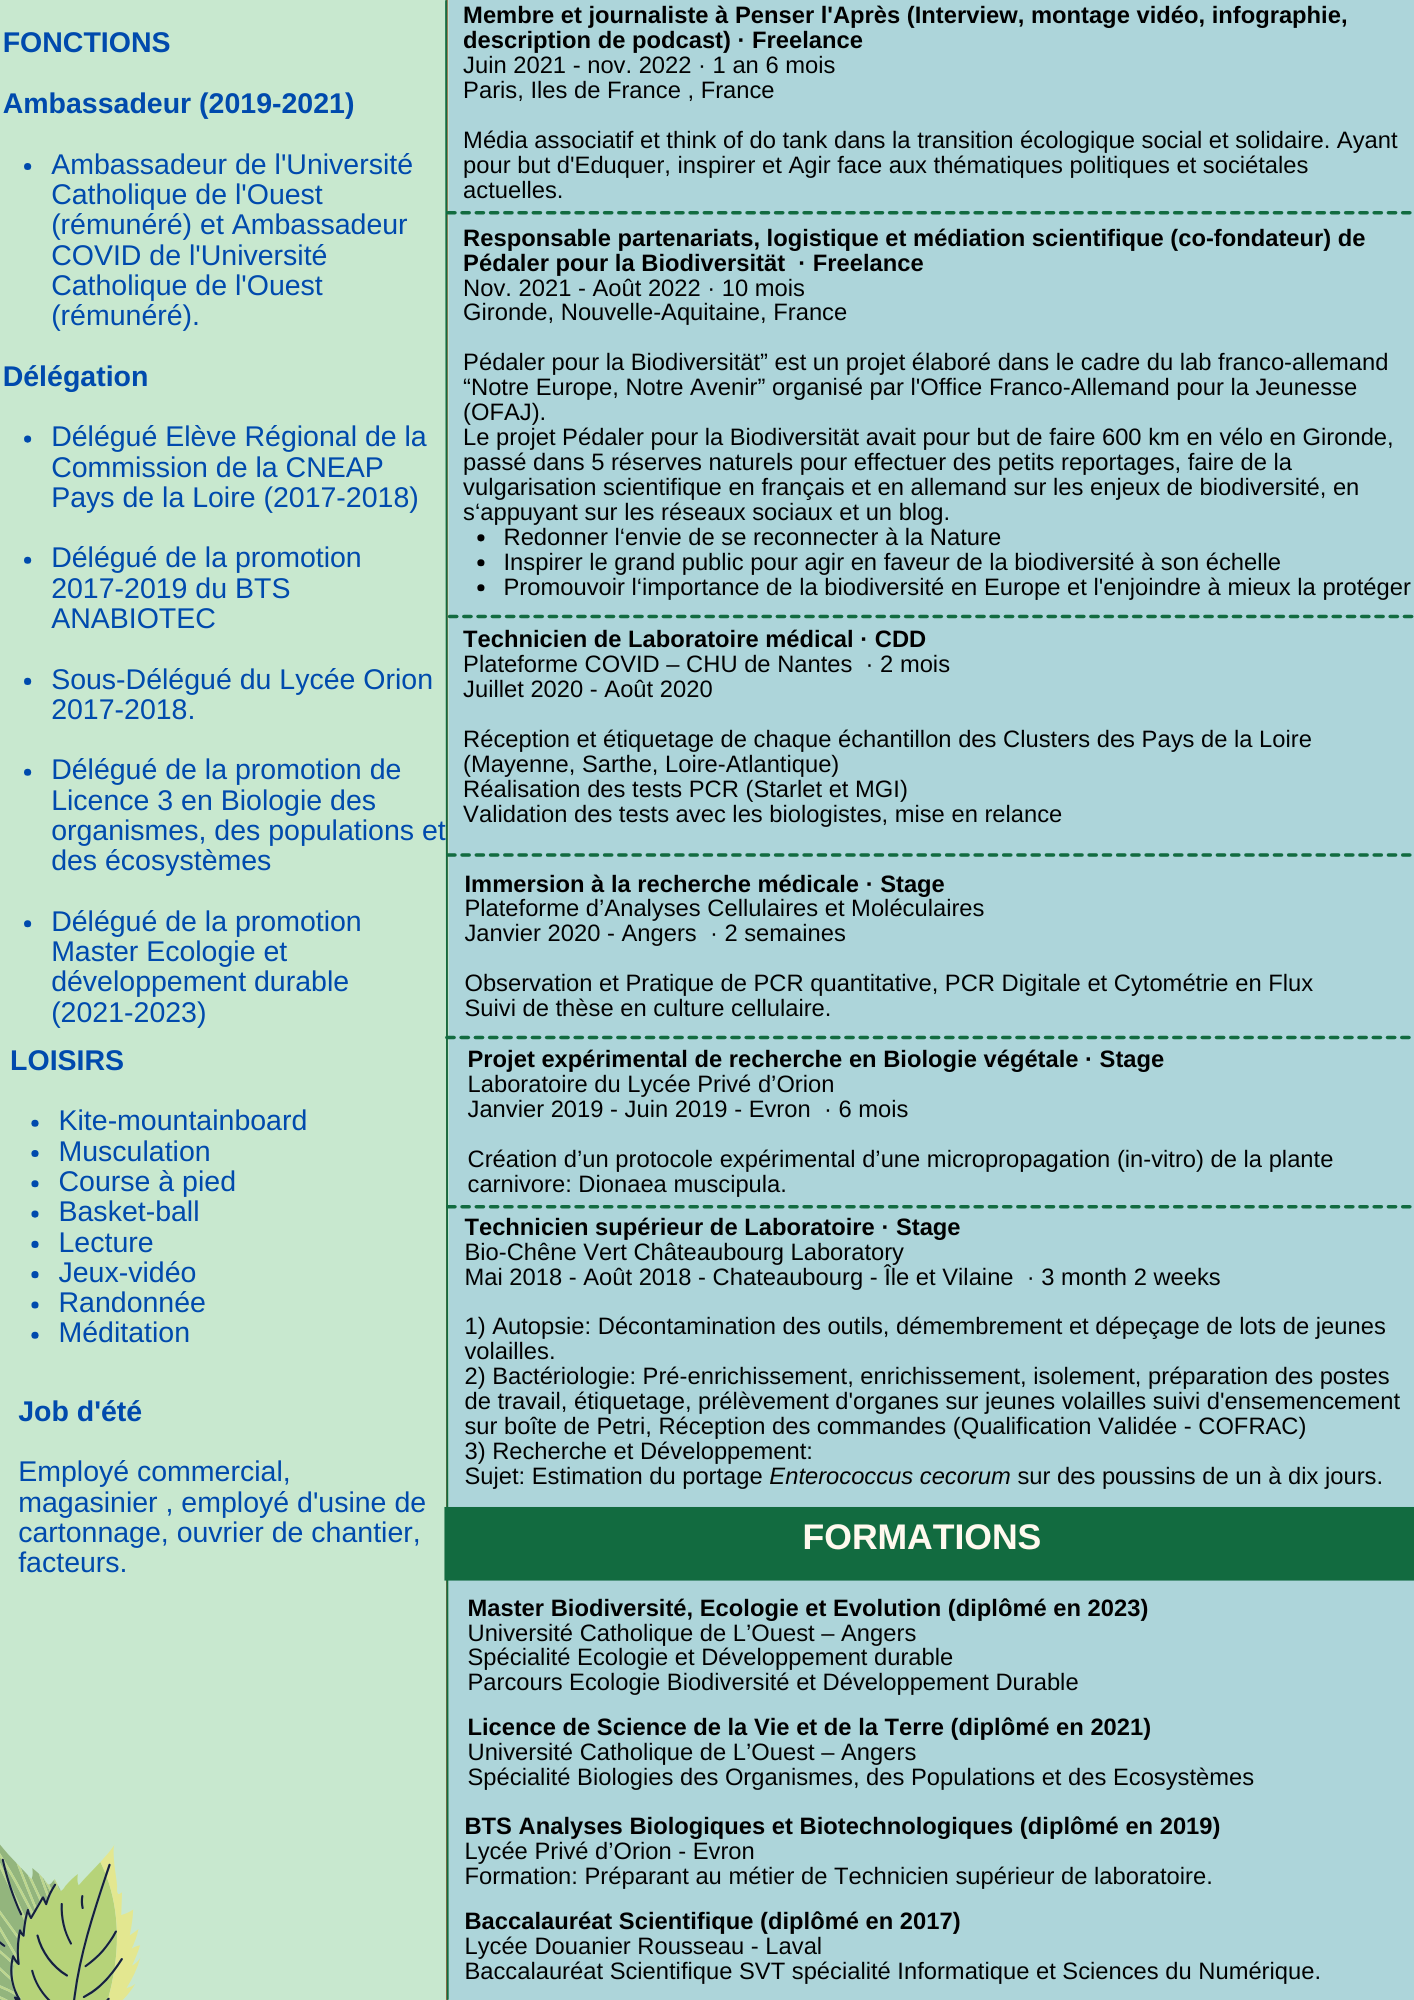 FONCTIONS
Ambassadeur (2019-2021)
• Ambassadeur de l'Université
Catholique de l'Ouest
(rémunéré) et Ambassadeur
COVID de l'Université
Catholique de l'Ouest
(rémunéré).
Délégation
• Délégué Elève Régional de la
Commission de la CNEAP
Pays de la Loire (2017-2018)
• Délégué de la promotion
2017-2019 du BTS
ANABIOTEC
• Sous-Délégué du Lycée Orion
2017-2018.
• Délégué de la promotion de
Licence 3 en Biologie des
organismes, des populations et
des écosystèmes
• Délégué de la promotion
Master Ecologie et
développement durable
(2021-2023)
LOISIRS
• Kite-mountainboard
• Musculation
• Course à pied
• Basket-ball
• Lecture
• Jeux-vidéo
• Randonnée
• Méditation
Job d'été
Employé commercial,
magasinier , employé d'usine de
cartonnage, ouvrier de chantier,
facteurs.
Membre et journaliste à Penser l'Après (Interview, montage vidéo, infographie,
description de podcast) · Freelance
Juin 2021 - nov. 2022 · 1 an 6 mois
Paris, Iles de France , France
Média associatif et think of do tank dans la transition écologique social et solidaire. Ayant
pour but d'Eduquer, inspirer et Agir face aux thématiques politiques et sociétales
actuelles.
Responsable partenariats, logistique et médiation scientifique (co-fondateur) de
Pédaler pour la Biodiversität  · Freelance
Nov. 2021 - Août 2022 · 10 mois
Gironde, Nouvelle-Aquitaine, France
Pédaler pour la Biodiversität” est un projet élaboré dans le cadre du lab franco-allemand
“Notre Europe, Notre Avenir” organisé par l'Office Franco-Allemand pour la Jeunesse
(OFAJ).
Le projet Pédaler pour la Biodiversität avait pour but de faire 600 km en vélo en Gironde,
passé dans 5 réserves naturels pour effectuer des petits reportages, faire de la
vulgarisation scientifique en français et en allemand sur les enjeux de biodiversité, en
s‘appuyant sur les réseaux sociaux et un blog.
• Redonner l‘envie de se reconnecter à la Nature
• Inspirer le grand public pour agir en faveur de la biodiversité à son échelle
• Promouvoir l‘importance de la biodiversité en Europe et l'enjoindre à mieux la protéger
Technicien de Laboratoire médical · CDD
Plateforme COVID – CHU de Nantes  · 2 mois
Juillet 2020 - Août 2020
Réception et étiquetage de chaque échantillon des Clusters des Pays de la Loire
(Mayenne, Sarthe, Loire-Atlantique)
Réalisation des tests PCR (Starlet et MGI)
Validation des tests avec les biologistes, mise en relance
Immersion à la recherche médicale · Stage
Plateforme d’Analyses Cellulaires et Moléculaires
Janvier 2020 - Angers  · 2 semaines
Observation et Pratique de PCR quantitative, PCR Digitale et Cytométrie en Flux
Suivi de thèse en culture cellulaire.
Projet expérimental de recherche en Biologie végétale · Stage
Laboratoire du Lycée Privé d’Orion
Janvier 2019 - Juin 2019 - Evron  · 6 mois
Création d’un protocole expérimental d’une micropropagation (in-vitro) de la plante
carnivore: Dionaea muscipula.
Technicien supérieur de Laboratoire · Stage
Bio-Chêne Vert Châteaubourg Laboratory
Mai 2018 - Août 2018 - Chateaubourg - Île et Vilaine  · 3 month 2 weeks
1) Autopsie: Décontamination des outils, démembrement et dépeçage de lots de jeunes
volailles.
2) Bactériologie: Pré-enrichissement, enrichissement, isolement, préparation des postes
de travail, étiquetage, prélèvement d'organes sur jeunes volailles suivi d'ensemencement
sur boîte de Petri, Réception des commandes (Qualification Validée - COFRAC)
3) Recherche et Développement:
Sujet: Estimation du portage Enterococcus cecorum sur des poussins de un à dix jours.
FORMATIONS
Master Biodiversité, Ecologie et Evolution (diplômé en 2023)
Université Catholique de L’Ouest – Angers
Spécialité Ecologie et Développement durable
Parcours Ecologie Biodiversité et Développement Durable
Licence de Science de la Vie et de la Terre (diplômé en 2021)
Université Catholique de L’Ouest – Angers
Spécialité Biologies des Organismes, des Populations et des Ecosystèmes
BTS Analyses Biologiques et Biotechnologiques (diplômé en 2019)
Lycée Privé d’Orion - Evron
Formation: Préparant au métier de Technicien supérieur de laboratoire.
Baccalauréat Scientifique (diplômé en 2017)
Lycée Douanier Rousseau - Laval
Baccalauréat Scientifique SVT spécialité Informatique et Sciences du Numérique.